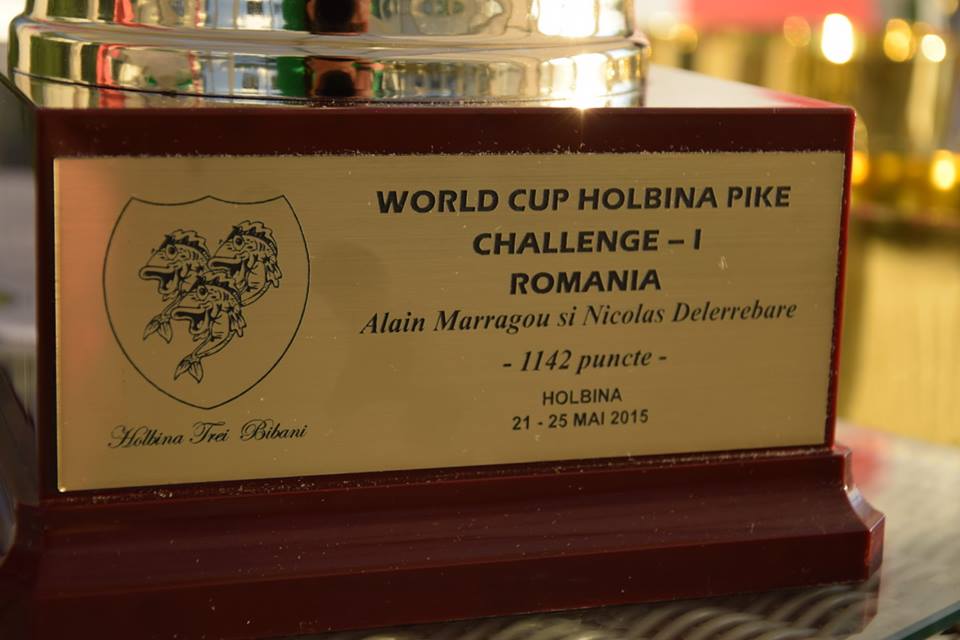 WORLD CUP HOLBINA PIKE
CHALLENGE – I
ROMANIA
Alain Marragou si Nicolas Delerrebare
- 1142 puncte -
HOLBINA
21 - 25 MAI 2015
Holbina Trei Bibani